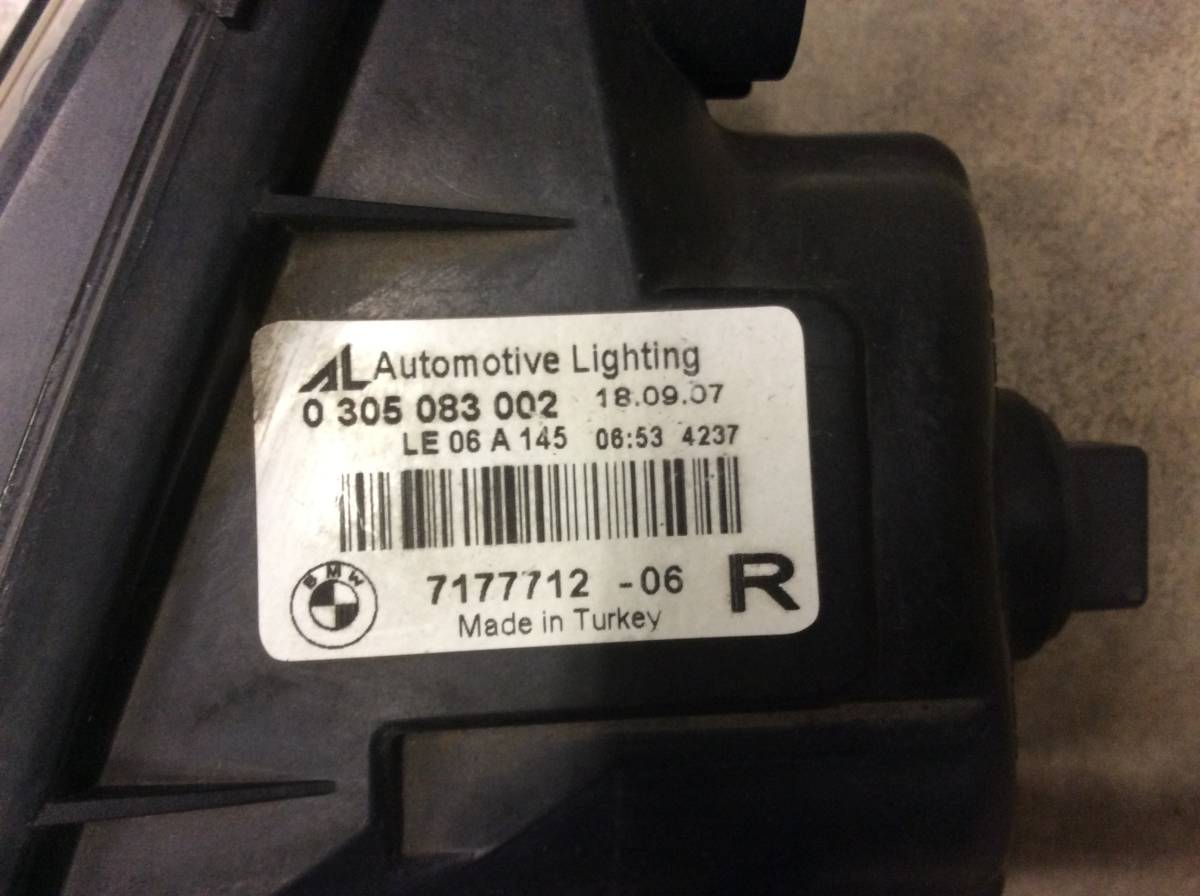 AL Automotive Lighting
0 305 083 002 18.09.07
LE 06 A 145 06:53 4237
BMW 7177712 -06 R
Made in Turkey